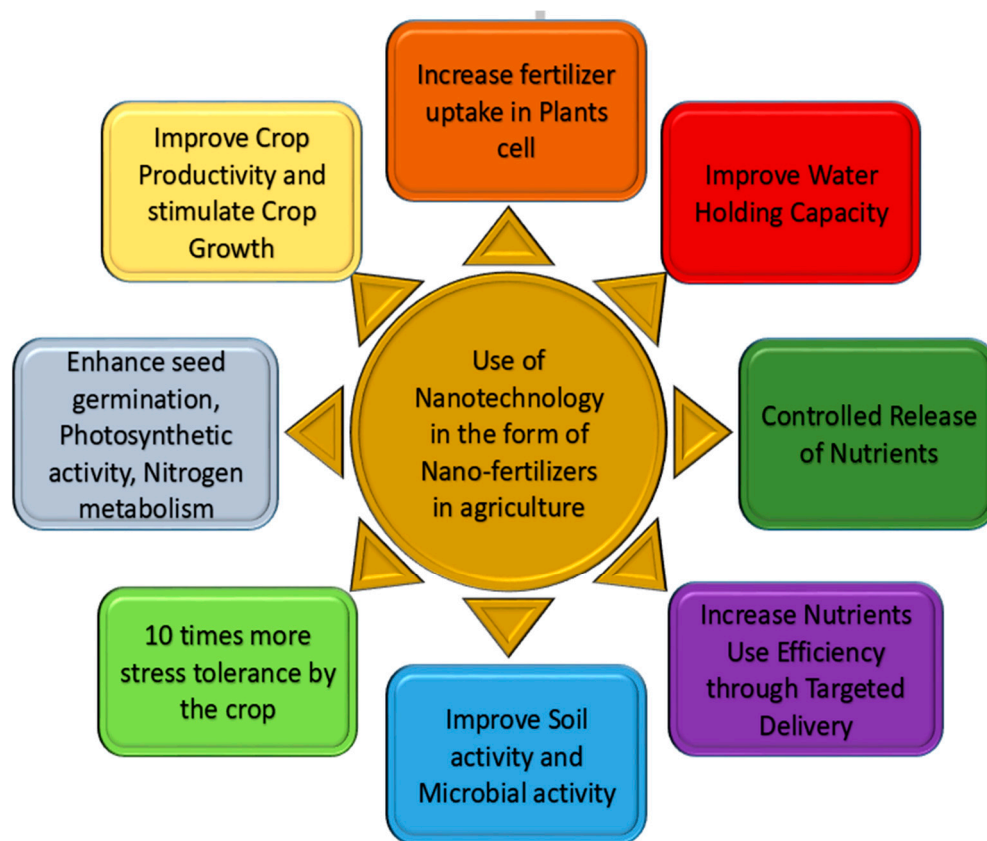 Increase fertilizer
uptake in Plants
cell
Improve Crop
Productivity and
stimulate Crop
Growth
Improve Water
Holding Capacity
Enhance seed
germination,
Photosynthetic
activity, Nitrogen
metabolism
Use of
Nanotechnology
in the form of
Nano-fertilizers
in agriculture
Controlled Release
of Nutrients
10 times more
stress tolerance by
the crop
Improve Soil
activity and
Microbial activity
Increase Nutrients
Use Efficiency
through Targeted
Delivery